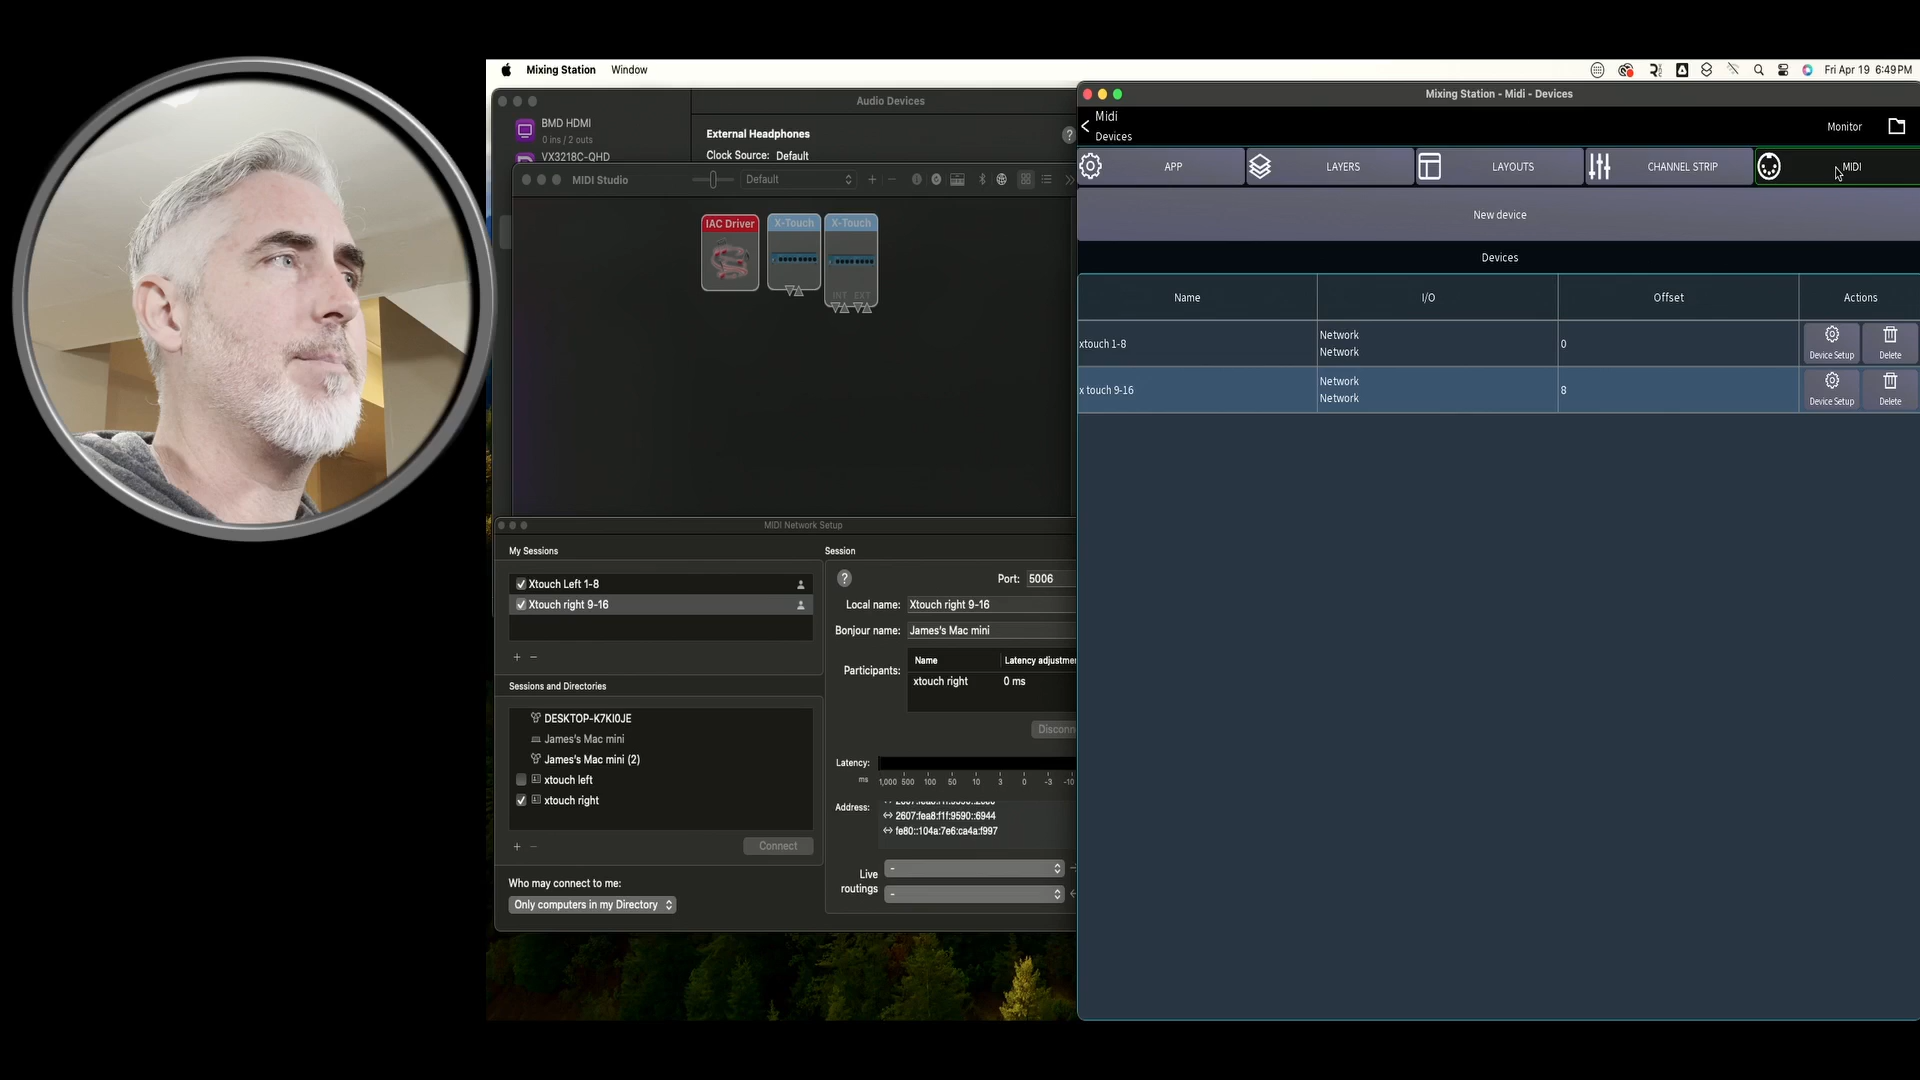 Mixing Station Window
Fri Apr 19 6:49PM
Audio Devices
BMD HDMI
0 ins / 2 outs
VX3218C-QHD
External Headphones
?
Clock Source: Default
MIDI Studio
Default
IAC Driver
X-Touch
X-Touch
INT EXT
MIDI Network Setup
My Sessions
Xtouch Left 1-8
Xtouch right 9-16
+ −
Sessions and Directories
DESKTOP-K7KI0JE
James's Mac mini
James's Mac mini (2)
xtouch left
xtouch right
+ −
Connect
Who may connect to me:
Only computers in my Directory
Session
?
Port: 5006
Local name: Xtouch right 9-16
Bonjour name: James's Mac mini
Participants:
Name Latency adjustme
xtouch right 0 ms
Disconn
Latency:
ms 1,000 500 100 50 10 3 0 -3 -10
Address:
2607:fea8:f1f:9590::6944
fe80::104a:7e6:ca4a:f997
Live
routings
-
-
Mixing Station - Midi - Devices
Midi
Devices
Monitor
APP LAYERS LAYOUTS CHANNEL STRIP MIDI
New device
Devices
Name I/O Offset Actions
xtouch 1-8
Network
Network
0
Device Setup Delete
x touch 9-16
Network
Network
8
Device Setup Delete